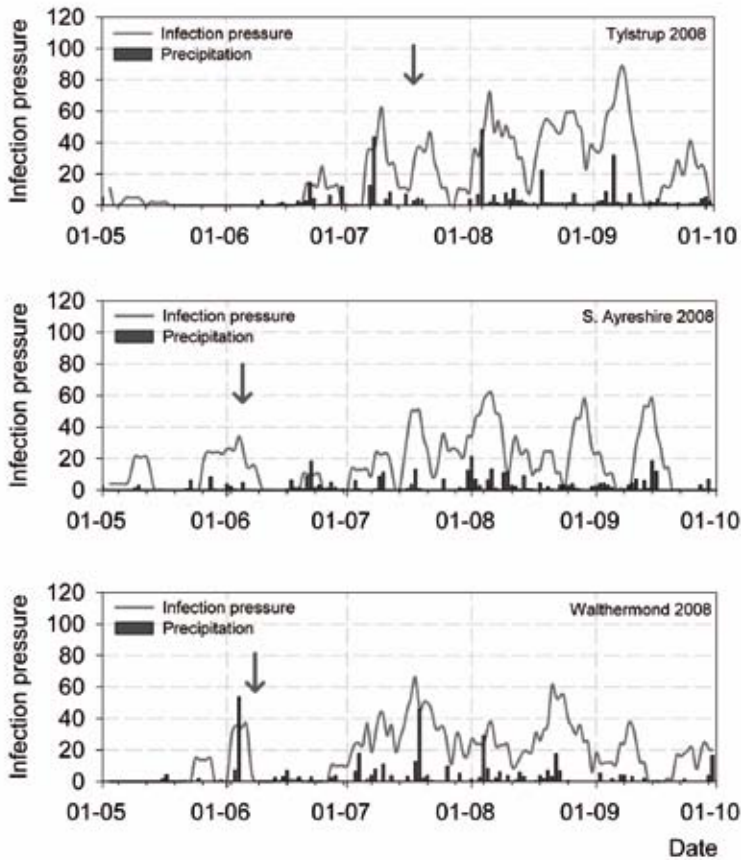 120
100
80
60
40
20
0
Infection pressure
Infection pressure
Precipitation
Tylstrup 2008
01-05 01-06 01-07 01-08 01-09 01-10
120
100
80
60
40
20
0
Infection pressure
Infection pressure
Precipitation
S. Ayreshire 2008
01-05 01-06 01-07 01-08 01-09 01-10
120
100
80
60
40
20
0
Infection pressure
Infection pressure
Precipitation
Walthermond 2008
01-05 01-06 01-07 01-08 01-09 01-10
Date